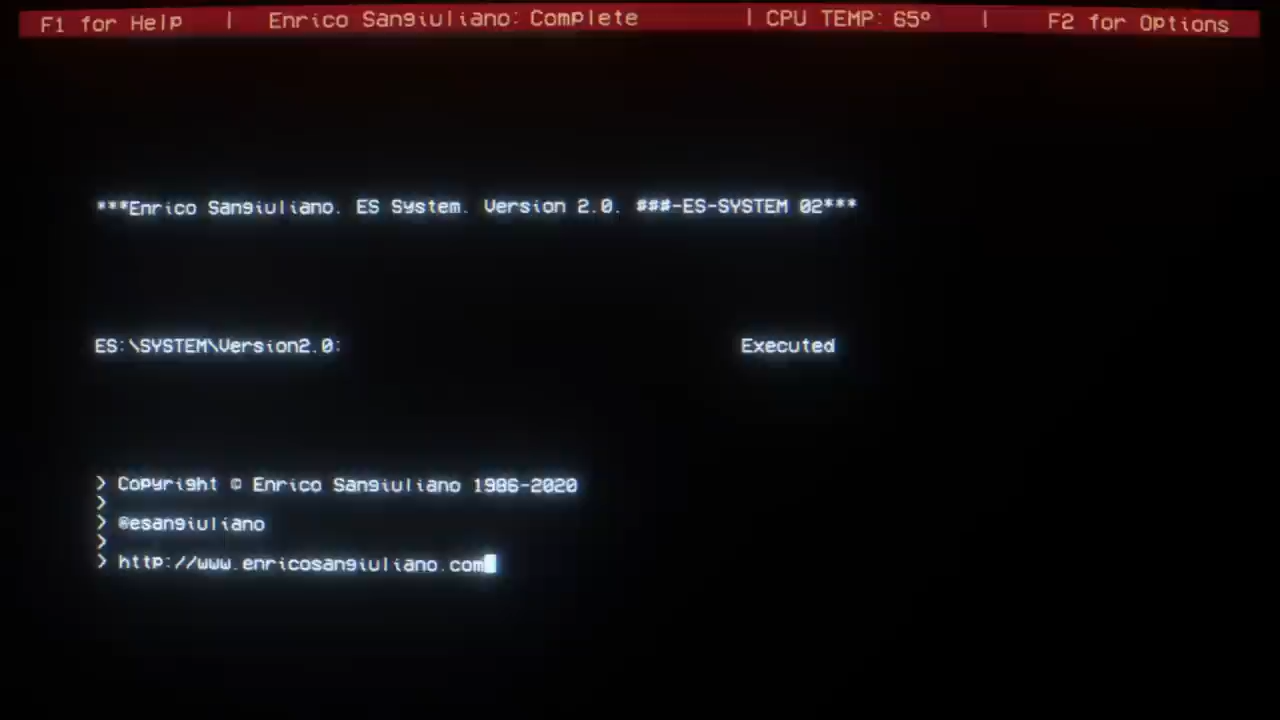 F1 for Help | Enrico Sangiuliano: Complete | CPU TEMP: 65° | F2 for Options
***Enrico Sangiuliano. ES System. Version 2.0. ###-ES-SYSTEM 02***
ES:\SYSTEM\Version2.0: Executed
> Copyright © Enrico Sangiuliano 1986-2020
>
> @esangiuliano
>
> http://www.enricosangiuliano.com